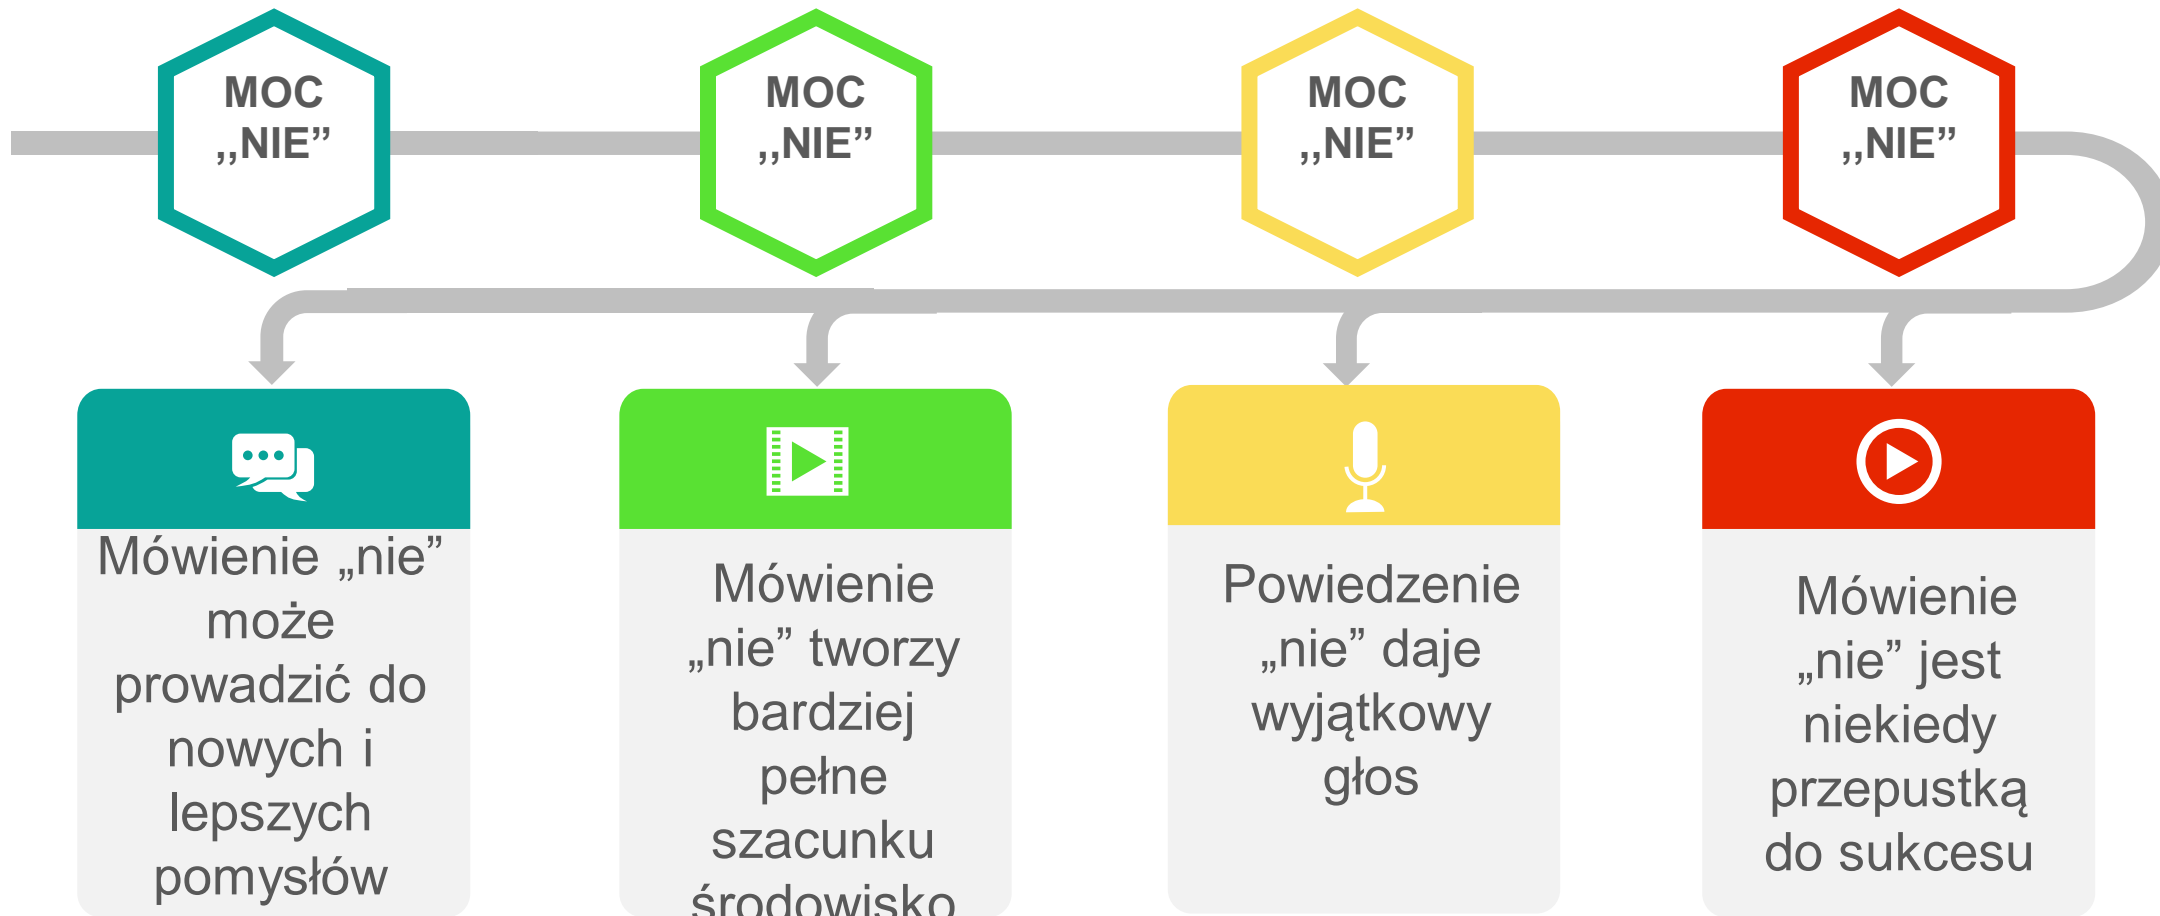 MOC
,,NIE”
MOC
,,NIE”
MOC
,,NIE”
MOC
,,NIE”
Mówienie „nie”
może
prowadzić do
nowych i
lepszych
pomysłów
Mówienie
„nie” tworzy
bardziej
pełne
szacunku
środowisko
Powiedzenie
„nie” daje
wyjątkowy
głos
Mówienie
„nie” jest
niekiedy
przepustką
do sukcesu